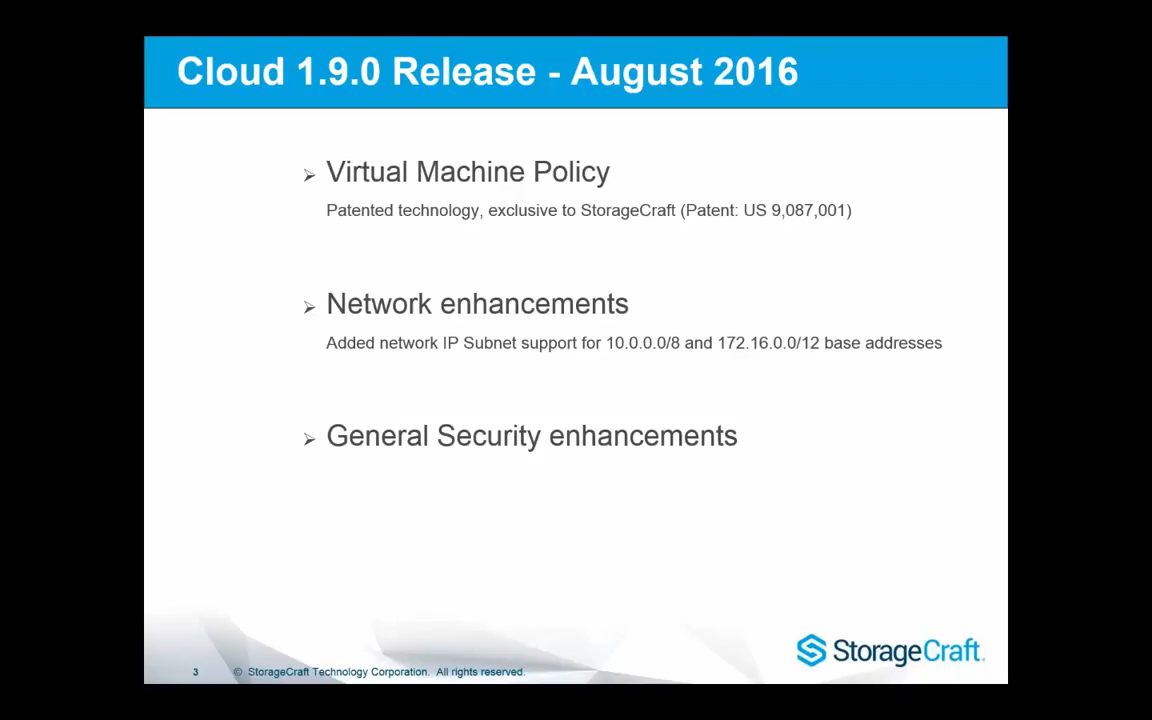 Cloud 1.9.0 Release - August 2016
Virtual Machine Policy
Patented technology, exclusive to StorageCraft (Patent: US 9,087,001)
Network enhancements
Added network IP Subnet support for 10.0.0.0/8 and 172.16.0.0/12 base addresses
General Security enhancements
StorageCraft.
3 © StorageCraft Technology Corporation. All rights reserved.